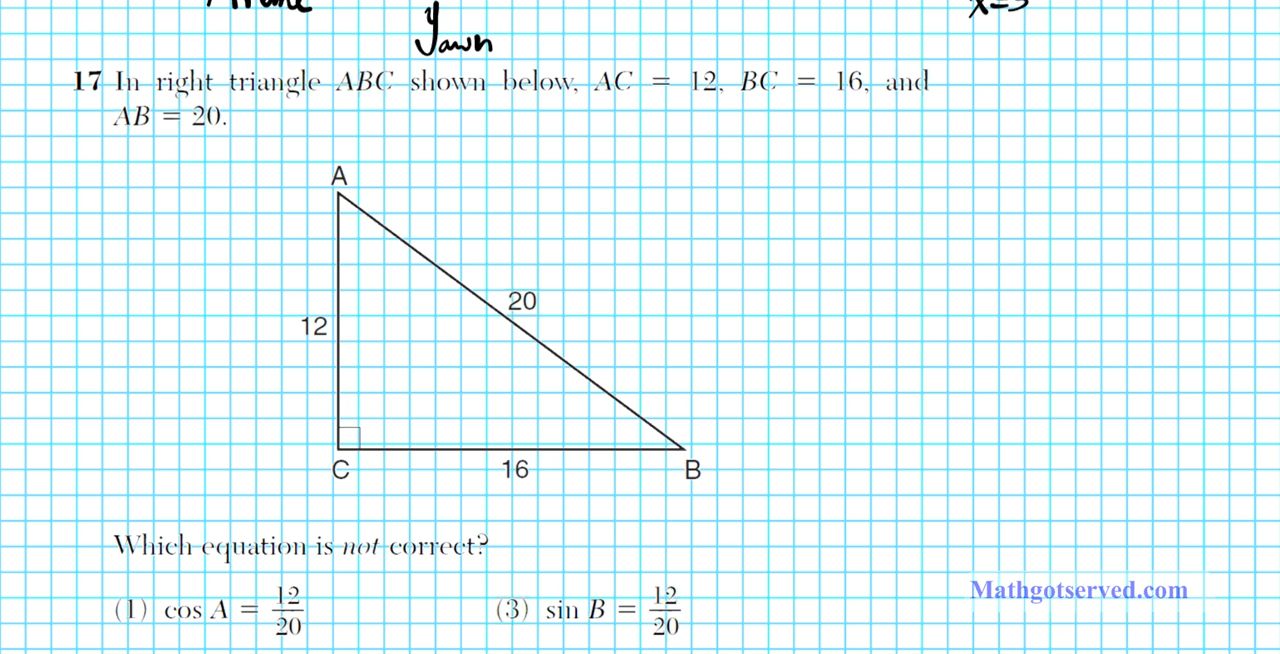 Yawn
x=3
17 In right triangle ABC shown below, AC = 12, BC = 16, and
AB = 20.
A
20
12
C
16
B
Which equation is not correct?
Mathgotserved.com
(1) cos A = 12/20 (3) sin B = 12/20